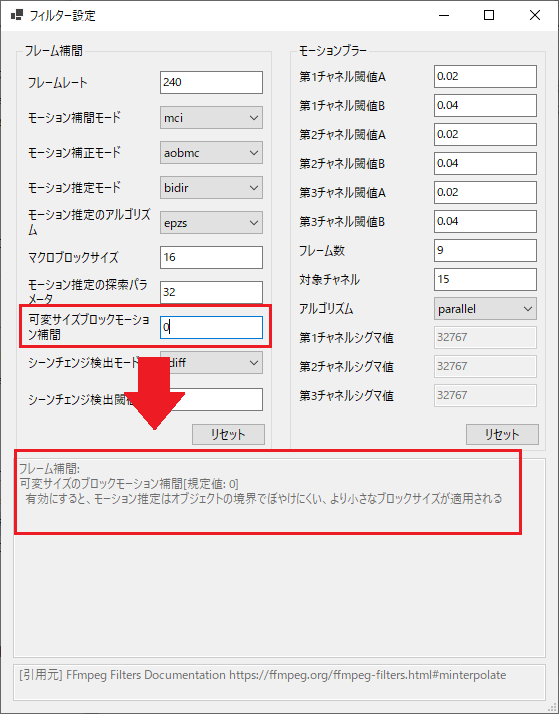 フィルター設定
フレーム補間
フレームレート
240
モーション補間モード
mci
モーション補正モード
aobmc
モーション推定モード
bidir
モーション推定のアルゴリズ
ム
epzs
マクロブロックサイズ
16
モーション推定の探索パラ
メータ
32
可変サイズブロックモーショ
ン補間
0
シーンチェンジ検出モード
diff
シーンチェンジ検出閾
リセット
モーションブラー
第1チャネル閾値A
0.02
第1チャネル閾値B
0.04
第2チャネル閾値A
0.02
第2チャネル閾値B
0.04
第3チャネル閾値A
0.02
第3チャネル閾値B
0.04
フレーム数
9
対象チャネル
15
アルゴリズム
parallel
第1チャネルシグマ値
32767
第2チャネルシグマ値
32767
第3チャネルシグマ値
32767
リセット
フレーム補間:
可変サイズのブロックモーション補間[規定値: 0]
有効にすると、モーション推定はオブジェクトの境界でぼやけにくい、より小さなブロックサイズが適用される
[引用元] FFmpeg Filters Documentation https://ffmpeg.org/ffmpeg-filters.html#minterpolate